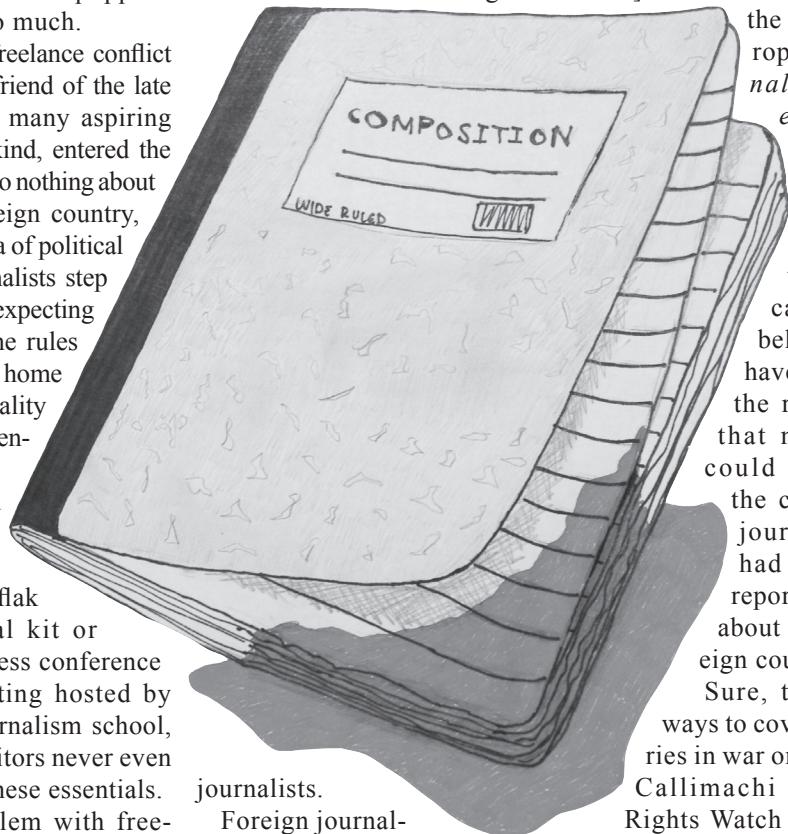 o much.
reelance conflict
riend of the late
many aspiring
kind, entered the
o nothing about
eign country,
a of political
nalists step
expecting
ne rules
home
ality
en-
flak
al kit or
ess conference
ting hosted by
rnalism school,
itors never even
hese essentials.
lem with free-
COMPOSITION
WIDE RULED
journalists.
Foreign journal-
the
rop
nal
e
ca
bel
have
the
that
could
the c
jour
had
repor
about
eign cou
Sure, t
ways to cov
ries in war or
Callimachi
Rights Watch